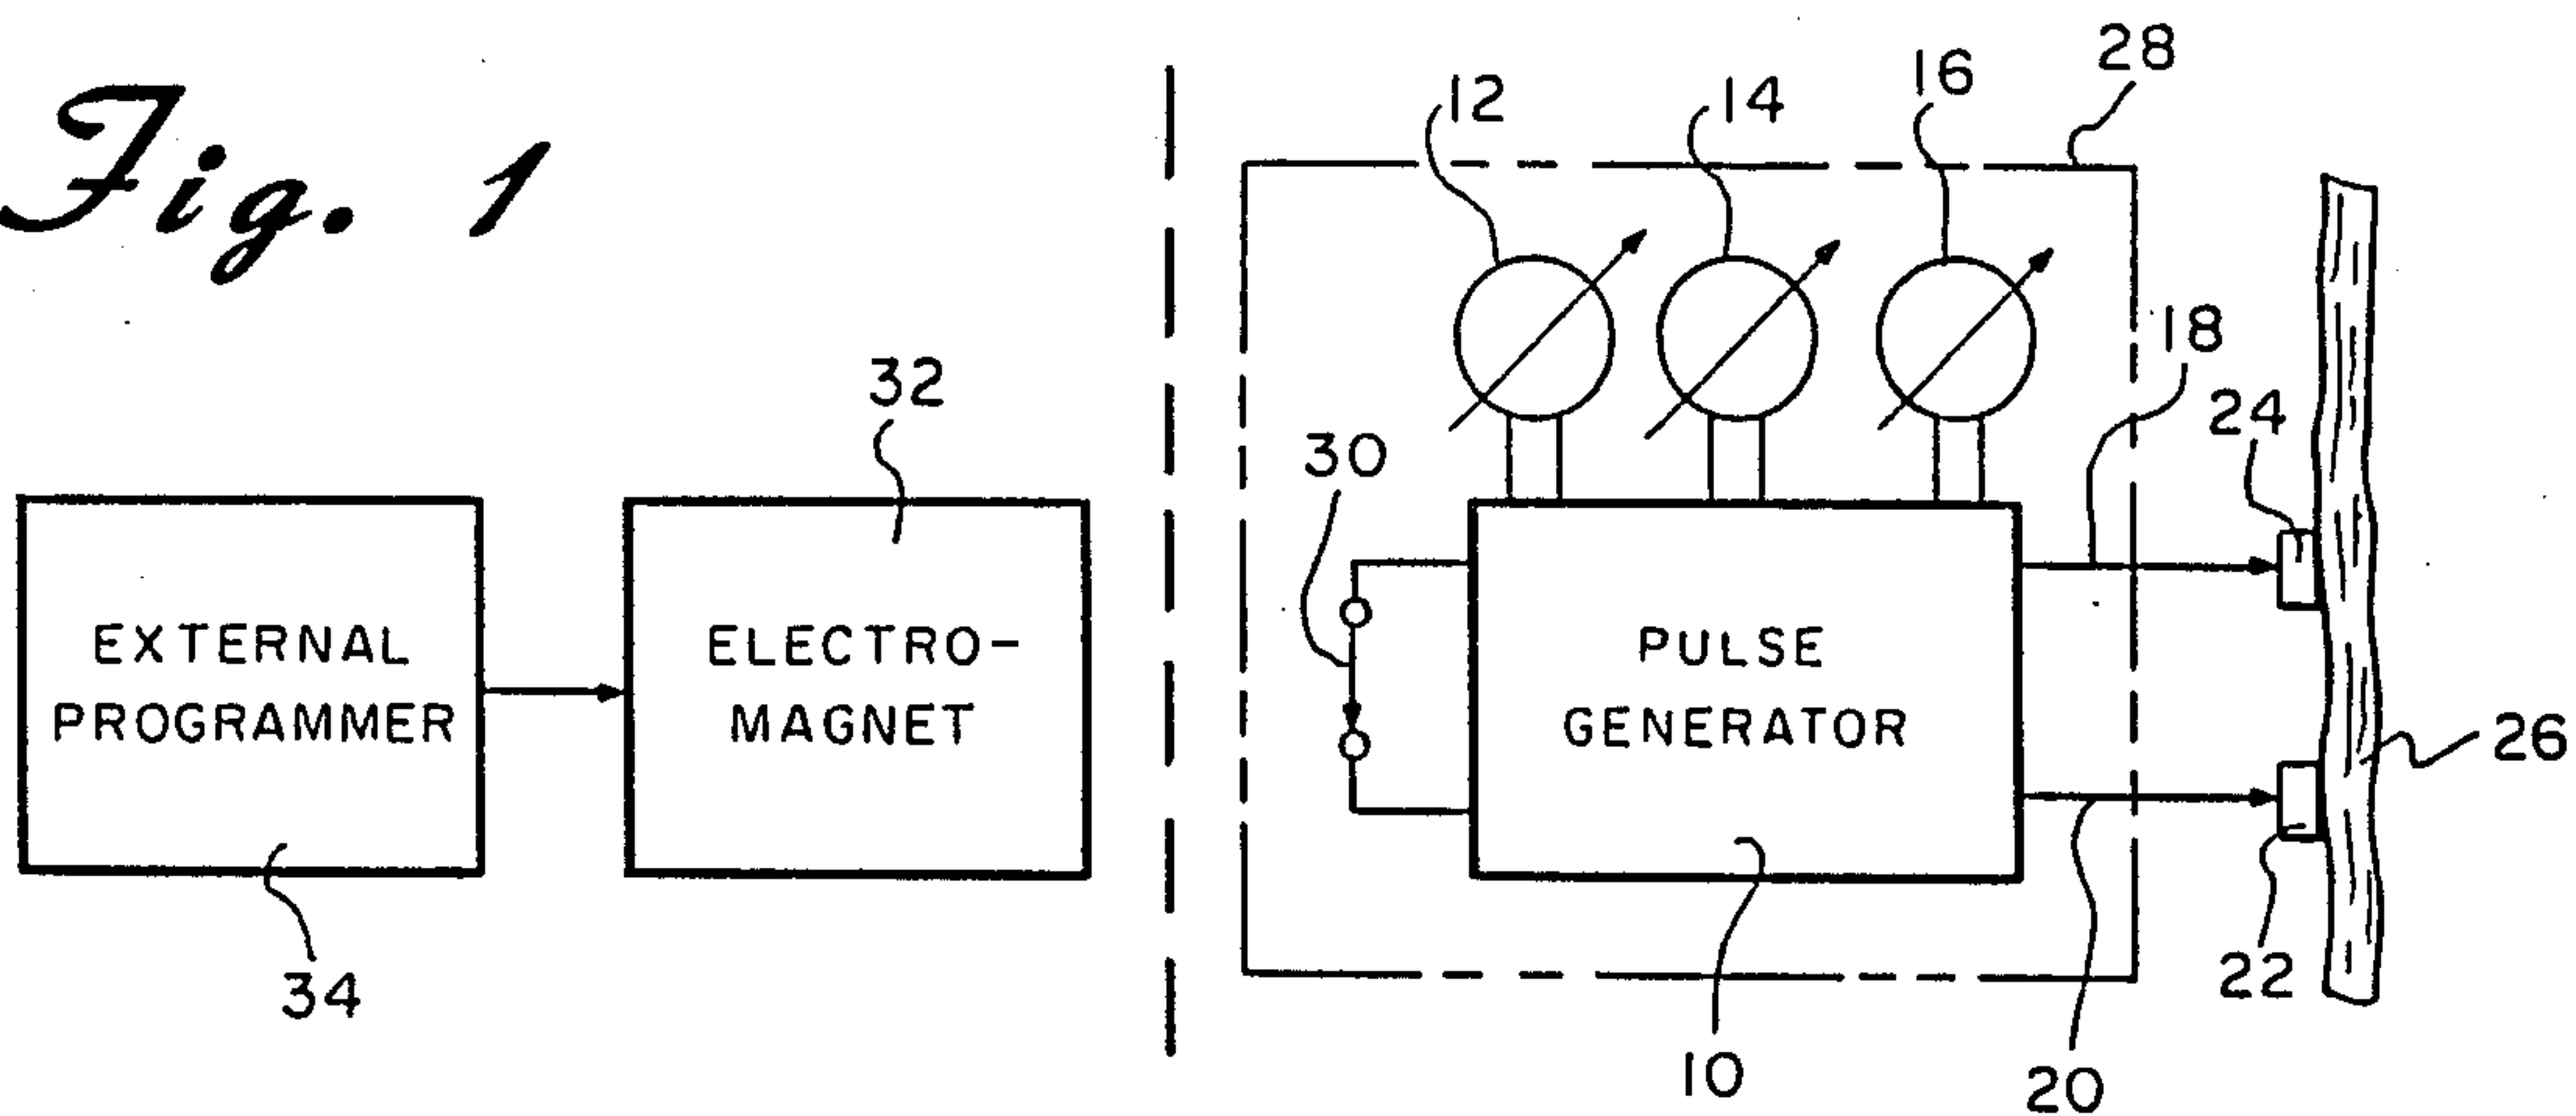 Fig. 1
12
14
16
28
18
32
30
24
EXTERNAL
PROGRAMMER
ELECTRO-
MAGNET
PULSE
GENERATOR
26
34
22
10
20